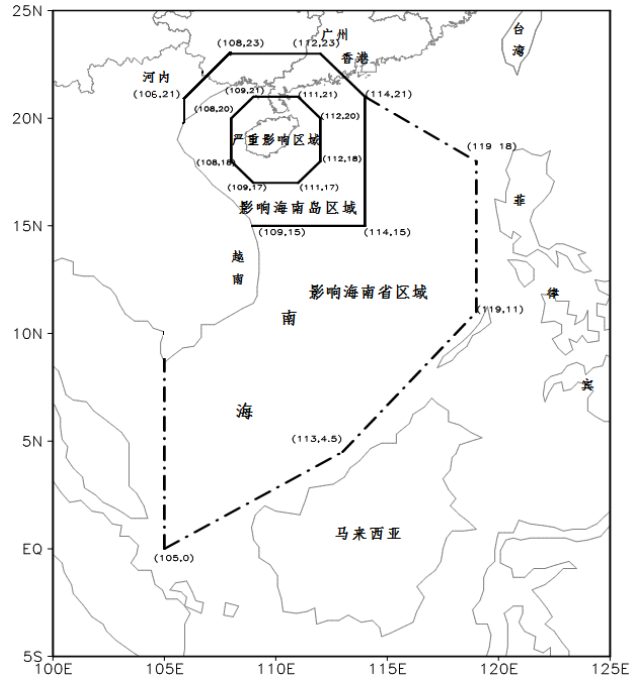 25N
(108,23)
(112,23)
广州
台
湾
香港
河内
(106,21)
(109,21)
(111,21)
(114,21)
20N
(108,20)
(112,20)
严重影响区域
(119 18)
(108,18)
(112,18)
(109,17)
(111,17)
菲
影响海南岛区域
15N
(109,15)
(114,15)
越
南
影响海南省区域
律
南
(119,11)
10N
宾
海
(113,4.5)
5N
马来西亚
EQ
(105,0)
5S
100E
105E
110E
115E
120E
125E